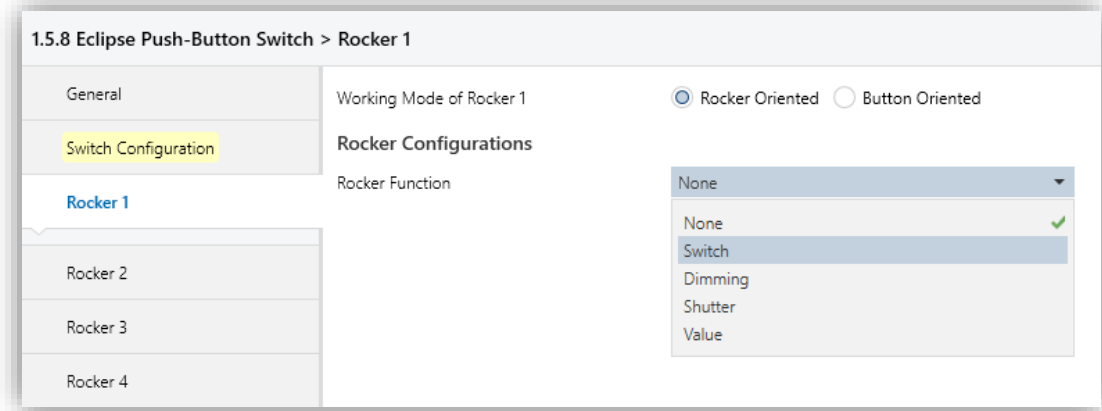 1.5.8 Eclipse Push-Button Switch > Rocker 1
General
Switch Configuration
Rocker 1
Rocker 2
Rocker 3
Rocker 4
Working Mode of Rocker 1 Rocker Oriented Button Oriented
Rocker Configurations
Rocker Function None
None
Switch
Dimming
Shutter
Value